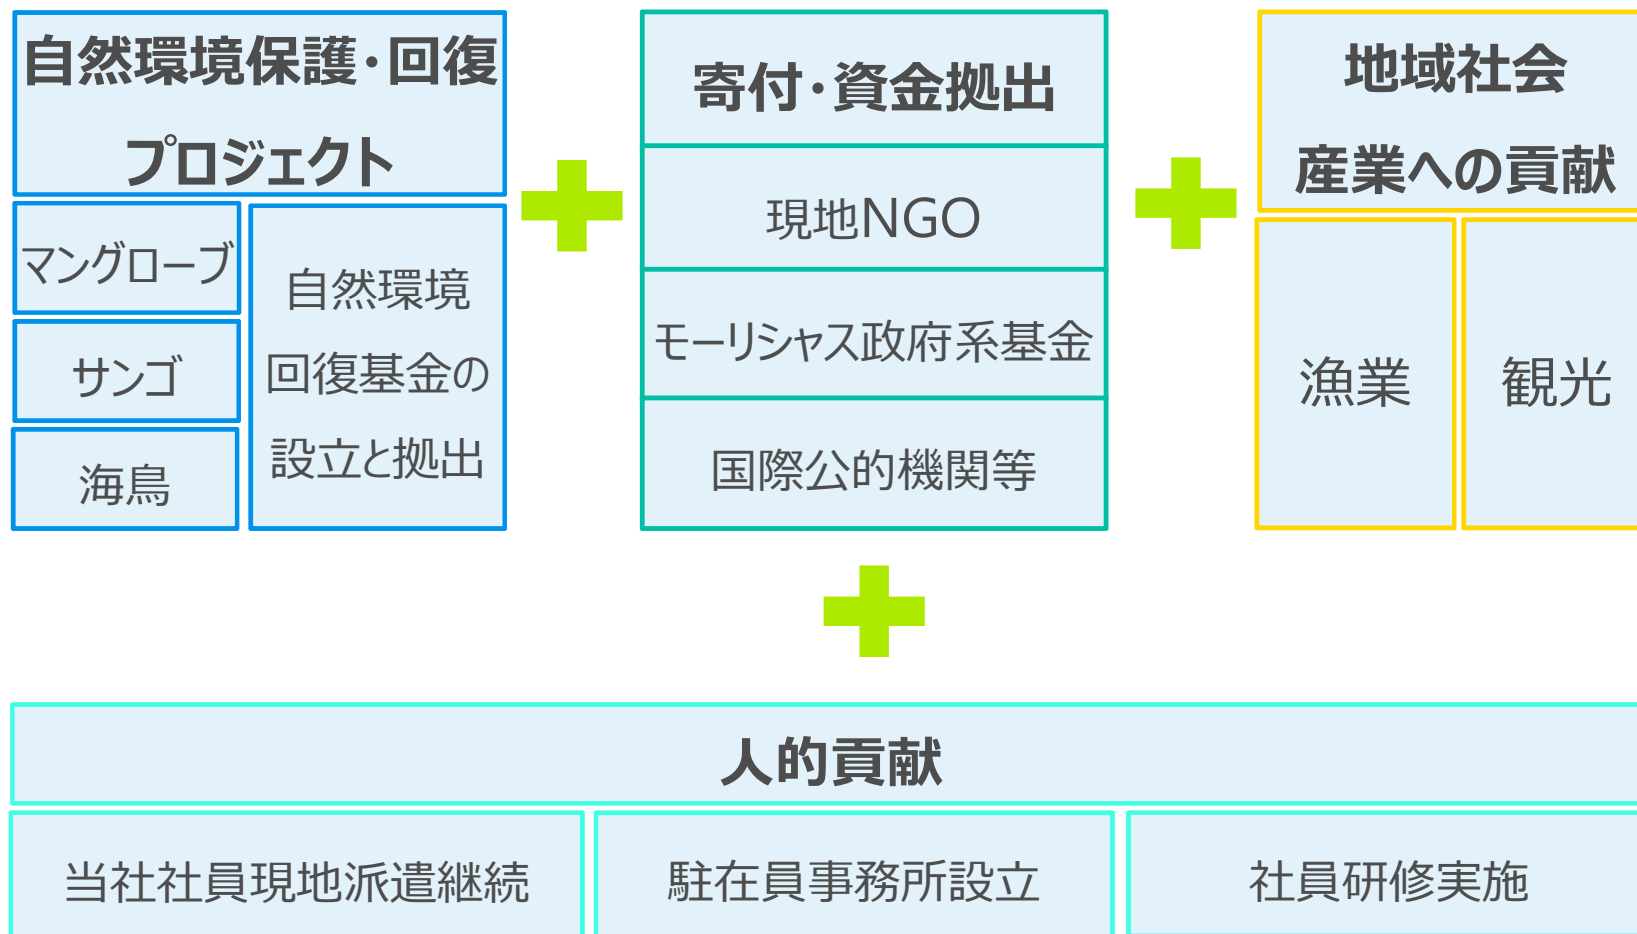 自然環境保護・回復
プロジェクト
マングローブ
サンゴ
海鳥
自然環境
回復基金の
設立と拠出
寄付・資金拠出
現地NGO
モーリシャス政府系基金
国際公的機関等
地域社会
産業への貢献
漁業
観光
人的貢献
当社社員現地派遣継続
駐在員事務所設立
社員研修実施